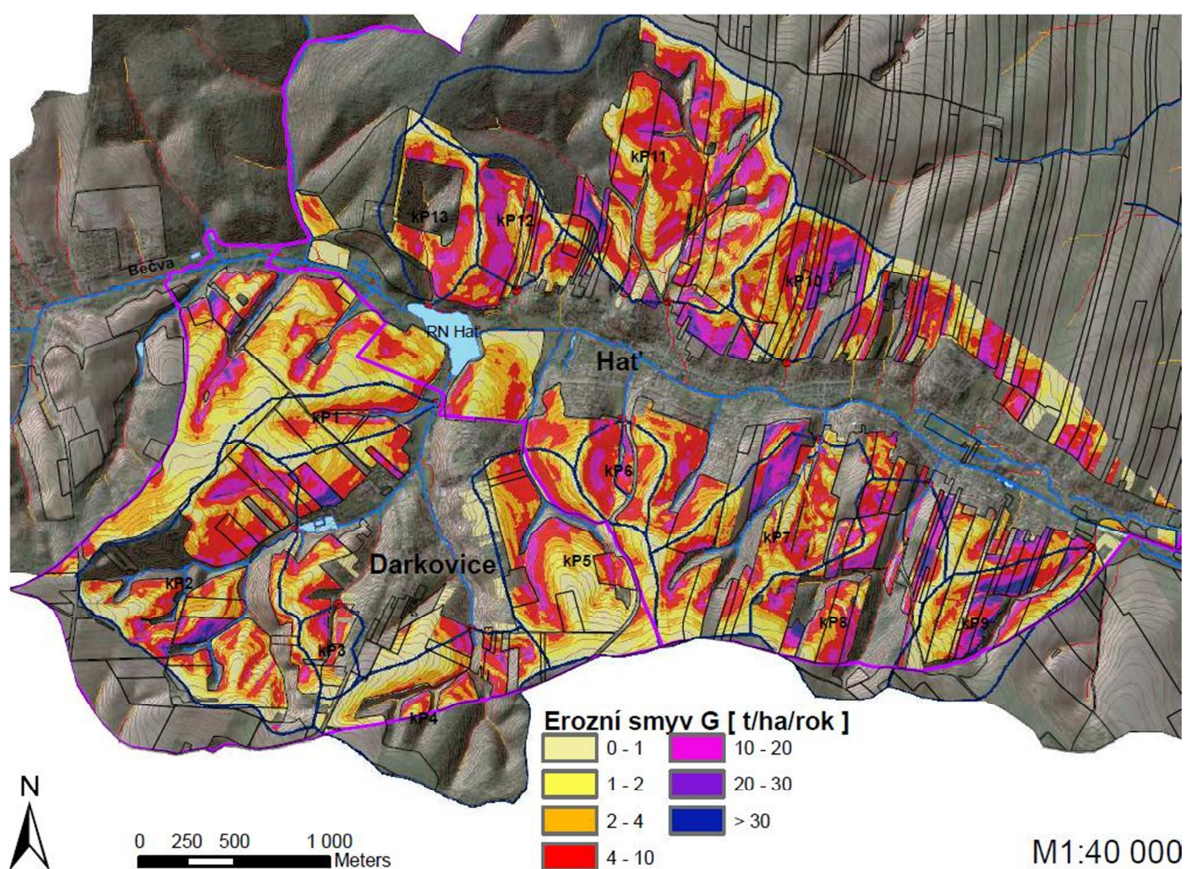 kP11
kP13
kP12
Bečva
kP10
RN Hať
Hať
kP1
kP6
kP7
Darkovice
kP5
kP2
kP8
kP9
kP3
kP4
Erozní smyv G [ t/ha/rok ]
0 - 1
10 - 20
1 - 2
20 - 30
2 - 4
> 30
4 - 10
N
0 250 500 1 000
Meters
M1:40 000